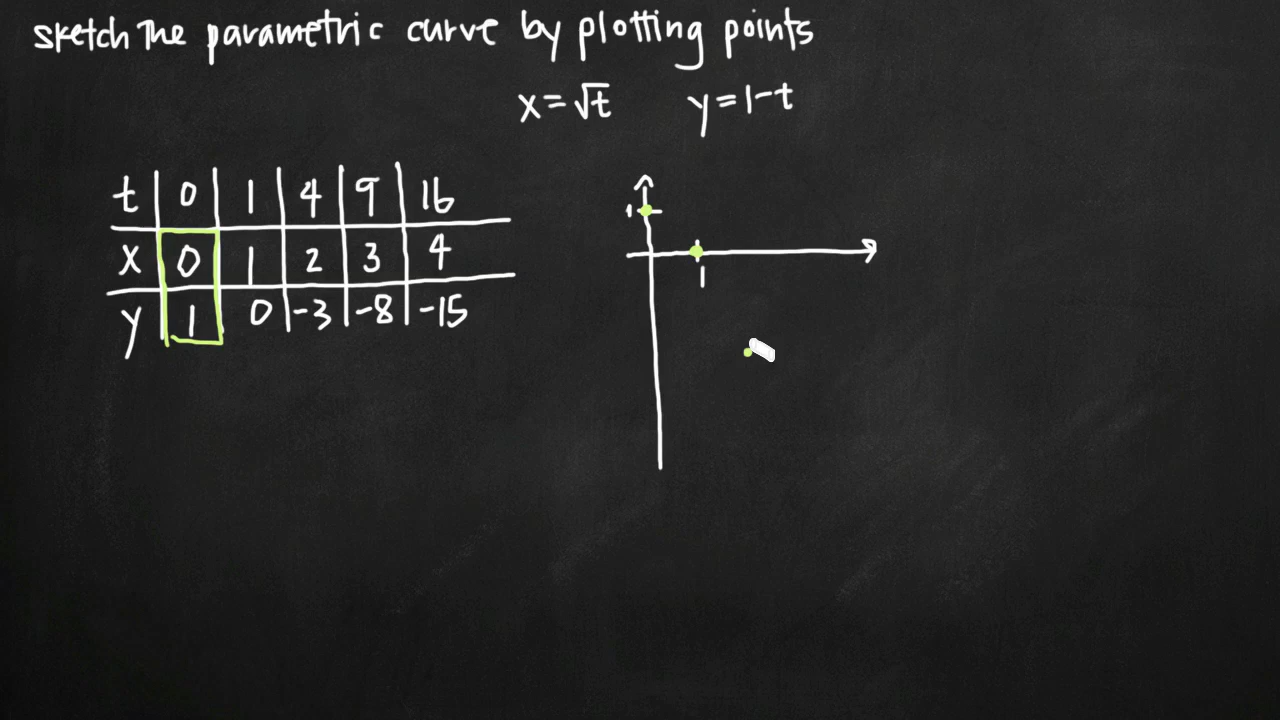 sketch the parametric curve by plotting points
x=√t y=1-t
t 0 1 4 9 16
x 0 1 2 3 4
y 1 0 -3 -8 -15
1
1